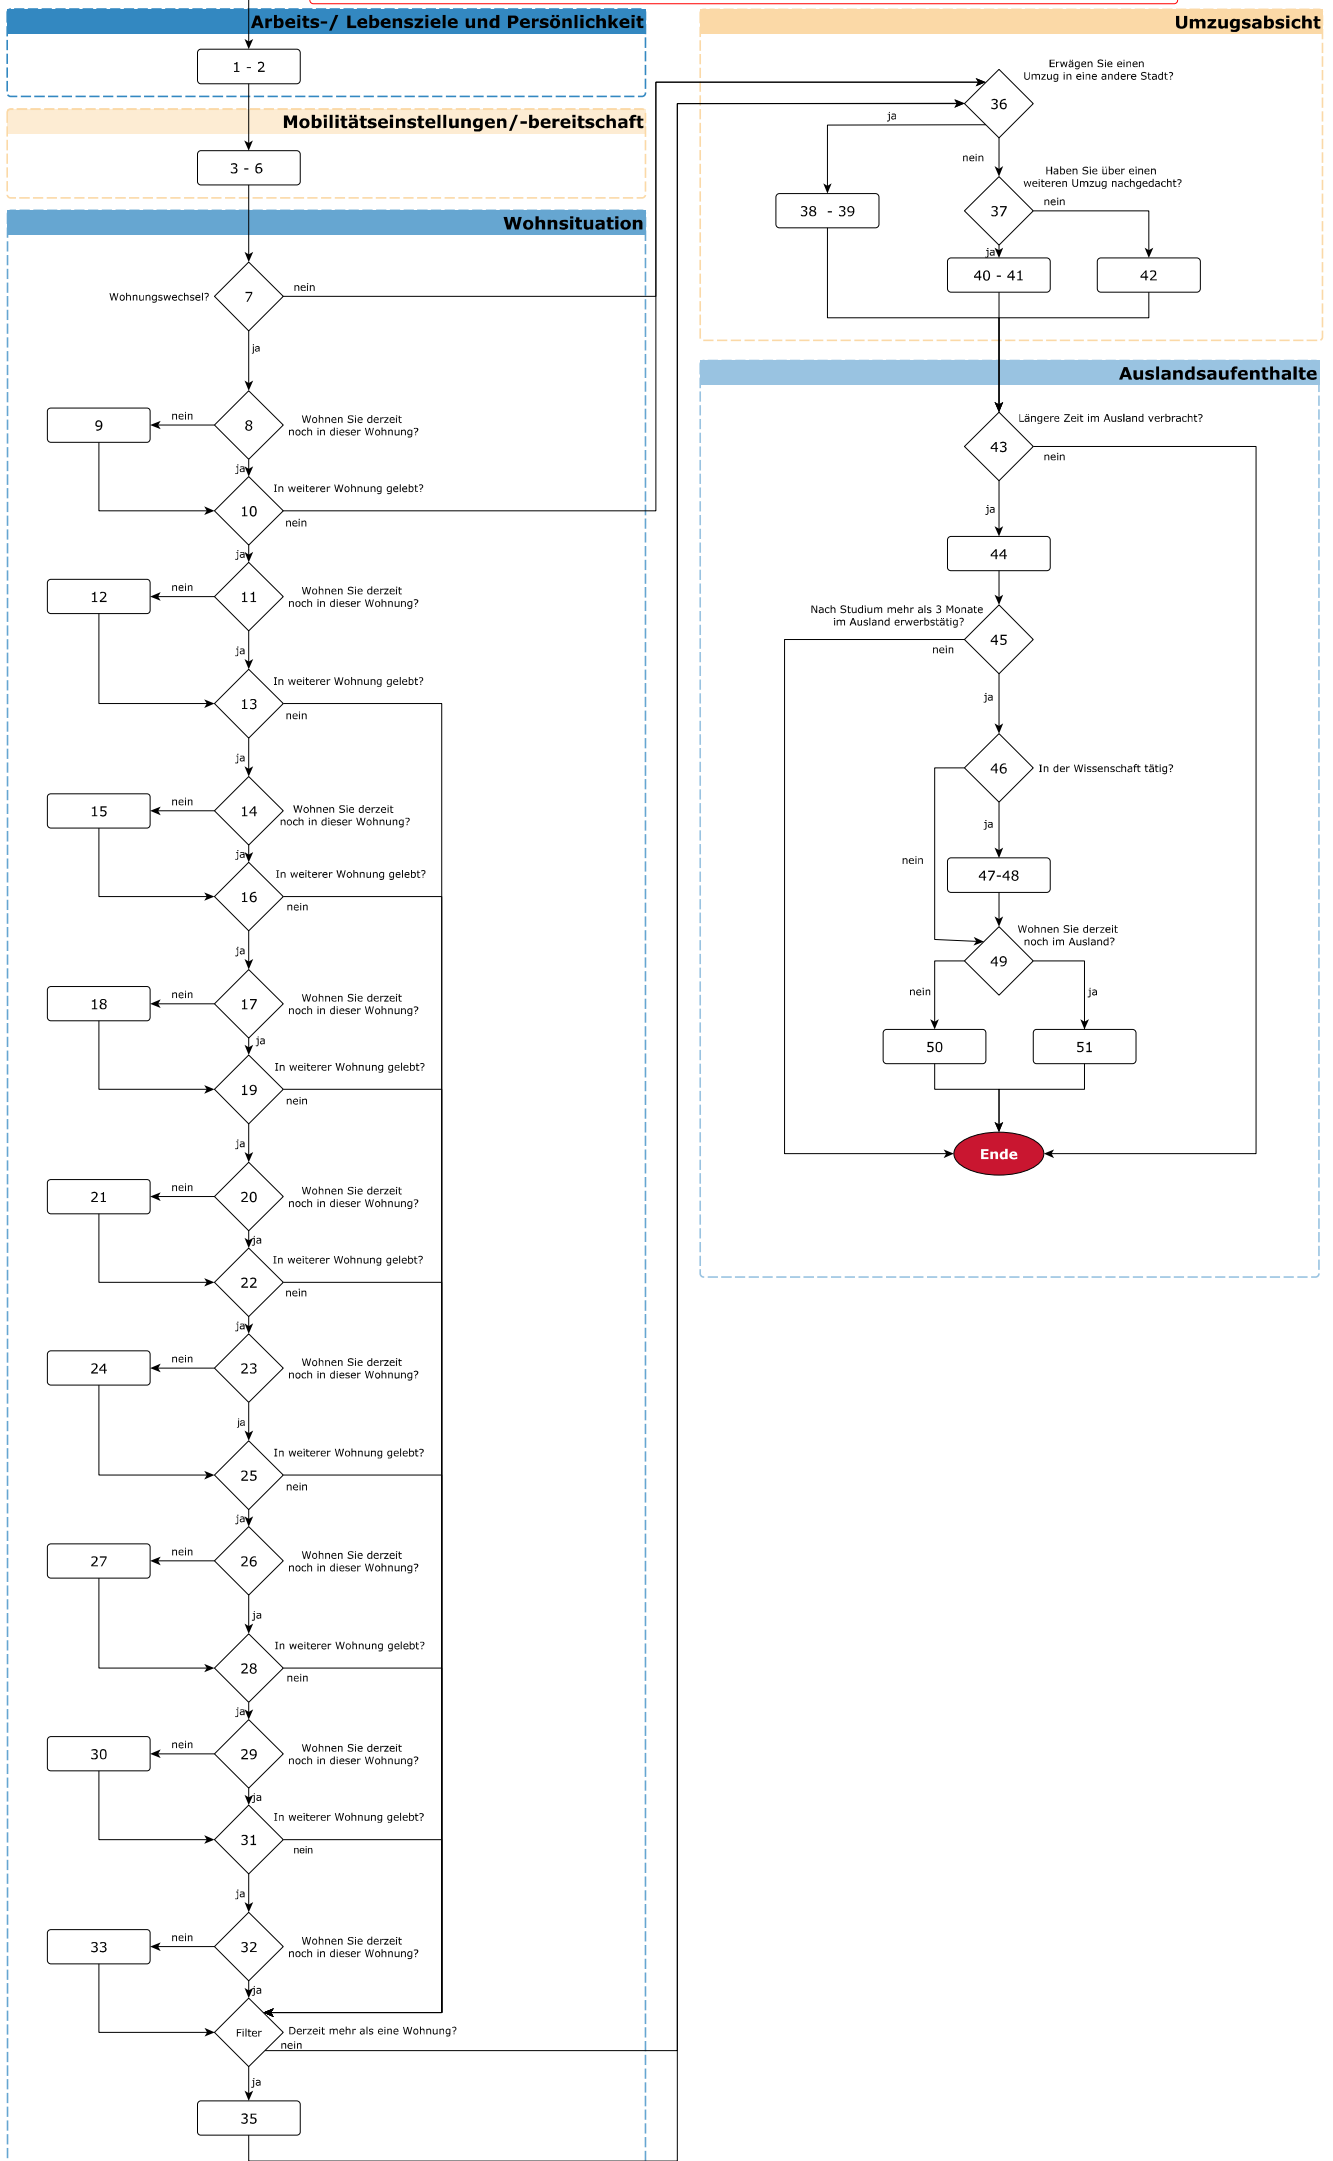 Arbeits-/ Lebensziele und Persönlichkeit
1 - 2
Mobilitätseinstellungen/-bereitschaft
3 - 6
Wohnsituation
Wohnungswechsel?
7
nein
ja
9
nein
8
Wohnen Sie derzeit
noch in dieser Wohnung?
ja
In weiterer Wohnung gelebt?
10
nein
ja
12
nein
11
Wohnen Sie derzeit
noch in dieser Wohnung?
ja
In weiterer Wohnung gelebt?
13
nein
ja
15
nein
14
Wohnen Sie derzeit
noch in dieser Wohnung?
ja
In weiterer Wohnung gelebt?
16
nein
ja
18
nein
17
Wohnen Sie derzeit
noch in dieser Wohnung?
ja
In weiterer Wohnung gelebt?
19
nein
ja
21
nein
20
Wohnen Sie derzeit
noch in dieser Wohnung?
ja
In weiterer Wohnung gelebt?
22
nein
ja
24
nein
23
Wohnen Sie derzeit
noch in dieser Wohnung?
ja
In weiterer Wohnung gelebt?
25
nein
ja
27
nein
26
Wohnen Sie derzeit
noch in dieser Wohnung?
ja
In weiterer Wohnung gelebt?
28
nein
ja
30
nein
29
Wohnen Sie derzeit
noch in dieser Wohnung?
ja
In weiterer Wohnung gelebt?
31
nein
ja
33
nein
32
Wohnen Sie derzeit
noch in dieser Wohnung?
ja
Filter
Derzeit mehr als eine Wohnung?
nein
ja
35
Umzugsabsicht
Erwägen Sie einen
Umzug in eine andere Stadt?
36
ja
nein
Haben Sie über einen
weiteren Umzug nachgedacht?
38 - 39
37
nein
ja
40 - 41
42
Auslandsaufenthalte
Längere Zeit im Ausland verbracht?
43
nein
ja
44
Nach Studium mehr als 3 Monate
im Ausland erwerbstätig?
45
nein
ja
46
In der Wissenschaft tätig?
ja
nein
47-48
Wohnen Sie derzeit
noch im Ausland?
49
nein
ja
50
51
Ende